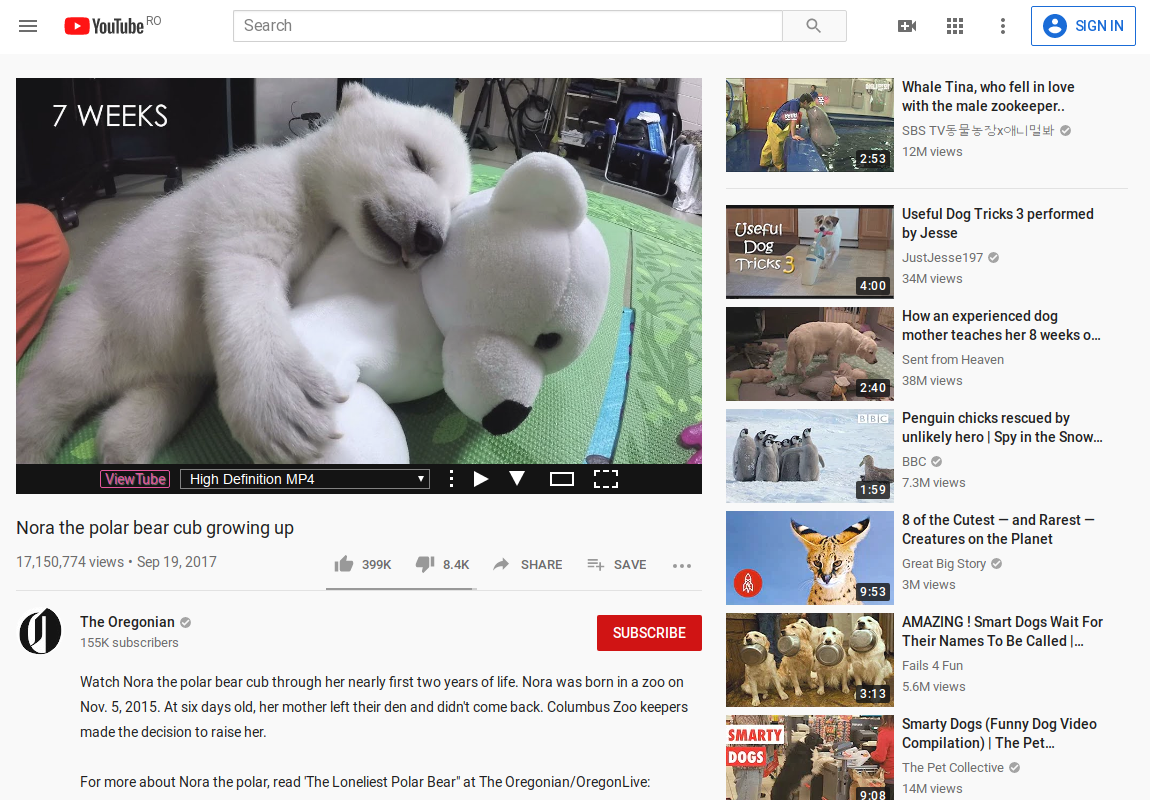 YouTube RO
Search
SIGN IN
7 WEEKS
ViewTube
High Definition MP4
Nora the polar bear cub growing up
17,150,774 views • Sep 19, 2017
399K
8.4K
SHARE
SAVE
The Oregonian
155K subscribers
SUBSCRIBE
Watch Nora the polar bear cub through her nearly first two years of life. Nora was born in a zoo on
Nov. 5, 2015. At six days old, her mother left their den and didn't come back. Columbus Zoo keepers
made the decision to raise her.
For more about Nora the polar, read 'The Loneliest Polar Bear" at The Oregonian/OregonLive:
2:53
Whale Tina, who fell in love
with the male zookeeper..
SBS TV동물농장x애니멀봐
12M views
Useful
Dog
Tricks 3
4:00
Useful Dog Tricks 3 performed
by Jesse
JustJesse197
34M views
2:40
How an experienced dog
mother teaches her 8 weeks o...
Sent from Heaven
38M views
BBC
1:59
Penguin chicks rescued by
unlikely hero | Spy in the Snow...
BBC
7.3M views
9:53
8 of the Cutest — and Rarest —
Creatures on the Planet
Great Big Story
3M views
3:13
AMAZING ! Smart Dogs Wait For
Their Names To Be Called |...
Fails 4 Fun
5.6M views
SMARTY
DOGS
9:08
Smarty Dogs (Funny Dog Video
Compilation) | The Pet...
The Pet Collective
14M views